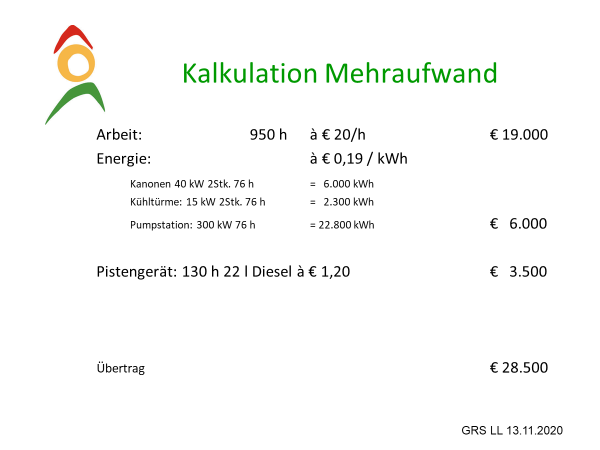 Kalkulation Mehraufwand
Arbeit: 950 h à € 20/h € 19.000
Energie: à € 0,19 / kWh
Kanonen 40 kW 2Stk. 76 h = 6.000 kWh
Kühltürme: 15 kW 2Stk. 76 h = 2.300 kWh
Pumpstation: 300 kW 76 h = 22.800 kWh € 6.000
Pistengerät: 130 h 22 l Diesel à € 1,20 € 3.500
Übertrag € 28.500
GRS LL 13.11.2020